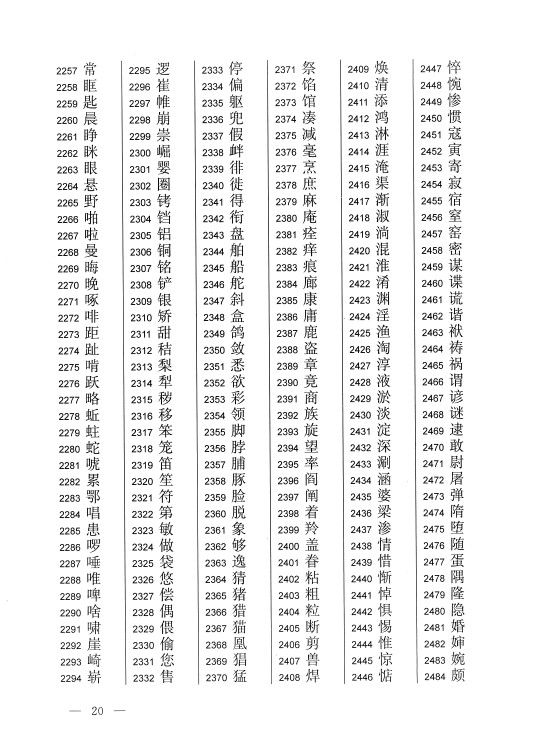 2257 常
2258 眶
2259 匙
2260 晨
2261 睁
2262 眯
2263 眼
2264 悬
2265 野
2266 啪
2267 啦
2268 曼
2269 晦
2270 晚
2271 啄
2272 啡
2273 距
2274 趾
2275 啃
2276 跃
2277 略
2278 蚯
2279 蛀
2280 蛇
2281 唬
2282 累
2283 鄂
2284 唱
2285 患
2286 啰
2287 唾
2288 唯
2289 啤
2290 啥
2291 啸
2292 崖
2293 崎
2294 崭
2295 逻
2296 崔
2297 帷
2298 崩
2299 崇
2300 崛
2301 婴
2302 圈
2303 铐
2304 铛
2305 铝
2306 铜
2307 铭
2308 铲
2309 银
2310 矫
2311 甜
2312 秸
2313 梨
2314 犁
2315 秽
2316 移
2317 笨
2318 笼
2319 笛
2320 笙
2321 符
2322 第
2323 敏
2324 做
2325 袋
2326 悠
2327 偿
2328 偶
2329 偎
2330 偷
2331 您
2332 售
2333 停
2334 偏
2335 躯
2336 兜
2337 假
2338 衅
2339 徘
2340 徙
2341 得
2342 衔
2343 盘
2344 舶
2345 船
2346 舵
2347 斜
2348 盒
2349 鸽
2350 敛
2351 悉
2352 欲
2353 彩
2354 领
2355 脚
2356 脖
2357 脯
2358 豚
2359 脸
2360 脱
2361 象
2362 够
2363 逸
2364 猜
2365 猪
2366 猎
2367 猫
2368 凰
2369 猖
2370 猛
2371 祭
2372 馅
2373 馆
2374 凑
2375 减
2376 毫
2377 烹
2378 庶
2379 麻
2380 庵
2381 痊
2382 痒
2383 痕
2384 廊
2385 康
2386 庸
2387 鹿
2388 盗
2389 章
2390 竟
2391 商
2392 族
2393 旋
2394 望
2395 率
2396 阎
2397 阐
2398 着
2399 羚
2400 盖
2401 眷
2402 粘
2403 粗
2404 粒
2405 断
2406 剪
2407 兽
2408 焊
2409 焕
2410 清
2411 添
2412 鸿
2413 淋
2414 涯
2415 淹
2416 渠
2417 渐
2418 淑
2419 淌
2420 混
2421 淮
2422 淆
2423 渊
2424 淫
2425 渔
2426 淘
2427 淳
2428 液
2429 淤
2430 淡
2431 淀
2432 深
2433 涮
2434 涵
2435 婆
2436 梁
2437 渗
2438 情
2439 惜
2440 惭
2441 悼
2442 惧
2443 惕
2444 惟
2445 惊
2446 惦
2447 悴
2448 惋
2449 惨
2450 惯
2451 寇
2452 寅
2453 寄
2454 寂
2455 宿
2456 窒
2457 窑
2458 密
2459 谋
2460 谍
2461 谎
2462 谐
2463 袱
2464 祷
2465 祸
2466 谓
2467 谚
2468 谜
2469 逮
2470 敢
2471 尉
2472 屠
2473 弹
2474 隋
2475 堕
2476 随
2477 蛋
2478 隅
2479 隆
2480 隐
2481 婚
2482 婶
2483 婉
2484 颇
— 20 —